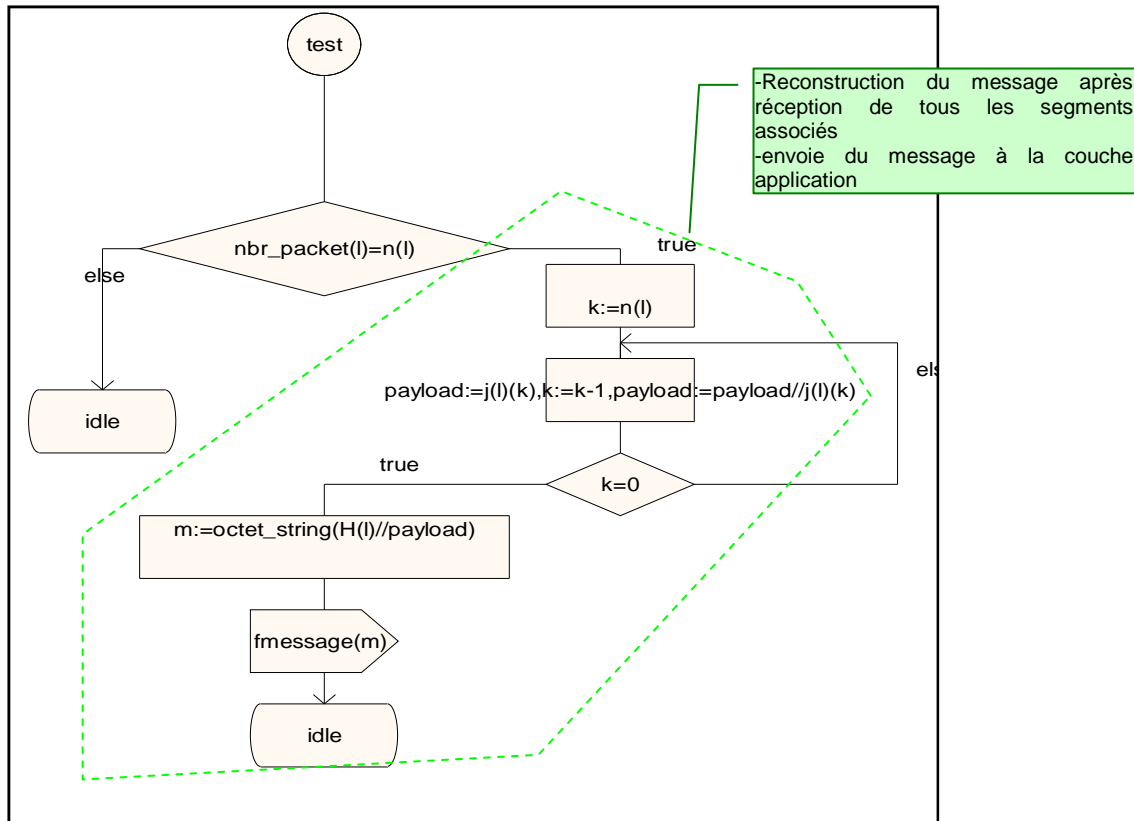 test
-Reconstruction du message après
réception de tous les segments
associés
-envoie du message à la couche
application
nbr_packet(l)=n(l)
true
else
k:=n(l)
els
payload:=j(l)(k),k:=k-1,payload:=payload//j(l)(k)
idle
true
k=0
m:=octet_string(H(l)//payload)
fmessage(m)
idle